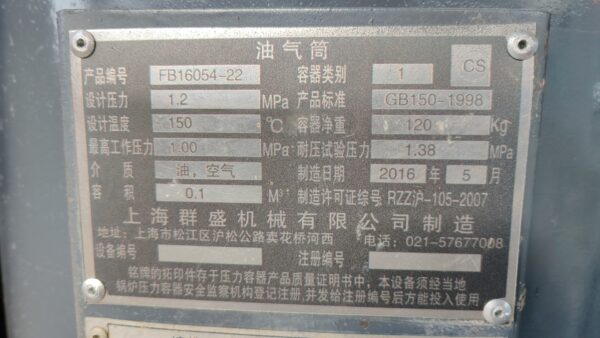 油气筒
CS
产品编号 FB16054-22 容器类别 1
设计压力 1.2 MPa 产品标准 GB150-1998
设计温度 150 ℃ 容器净重 120 Kg
最高工作压力 1.00 MPa 耐压试验压力 1.38 MPa
介质 油，空气 制造日期 2016 年 5 月
容积 0.1 M³ 制造许可证综号 RZZ沪-105-2007
上海群盛机械有限公司制造
地址：上海市松江区沪松公路卖花桥河西 电话：021-57677008
设备编号 注册编号
铭牌的拓印件存于压力容器产品质量证明书中，本设备须经当地
锅炉压力容器安全监察机构登记注册，并发给注册编号后方能投入使用